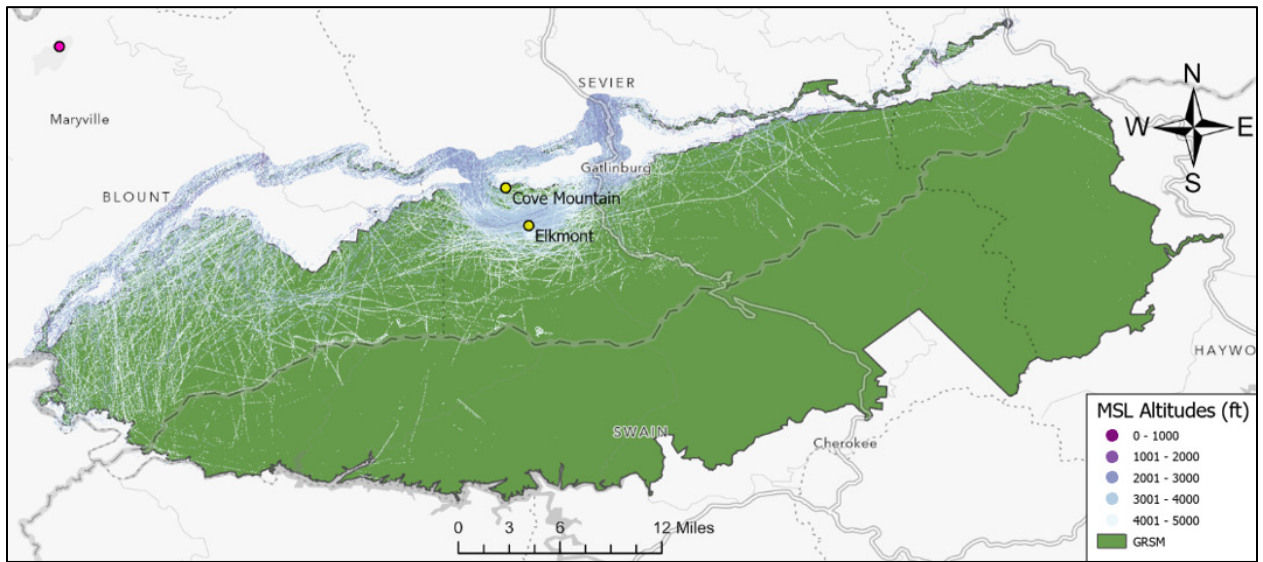 SEVIER
N
W E
S
Maryville
Gatlinburg
BLOUNT
Cove Mountain
Elkmont
HAYWO
MSL Altitudes (ft)
0 - 1000
1001 - 2000
2001 - 3000
3001 - 4000
4001 - 5000
GRSM
SWAIN
Cherokee
0 3 6 12 Miles